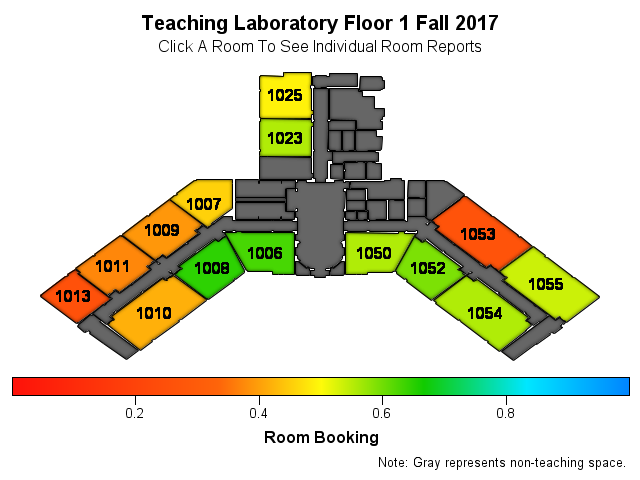 Teaching Laboratory Floor 1 Fall 2017
Click A Room To See Individual Room Reports
1025
1023
1007
1009
1011
1013
1006
1008
1010
1050
1052
1053
1054
1055
0.2 0.4 0.6 0.8
Room Booking
Note: Gray represents non-teaching space.